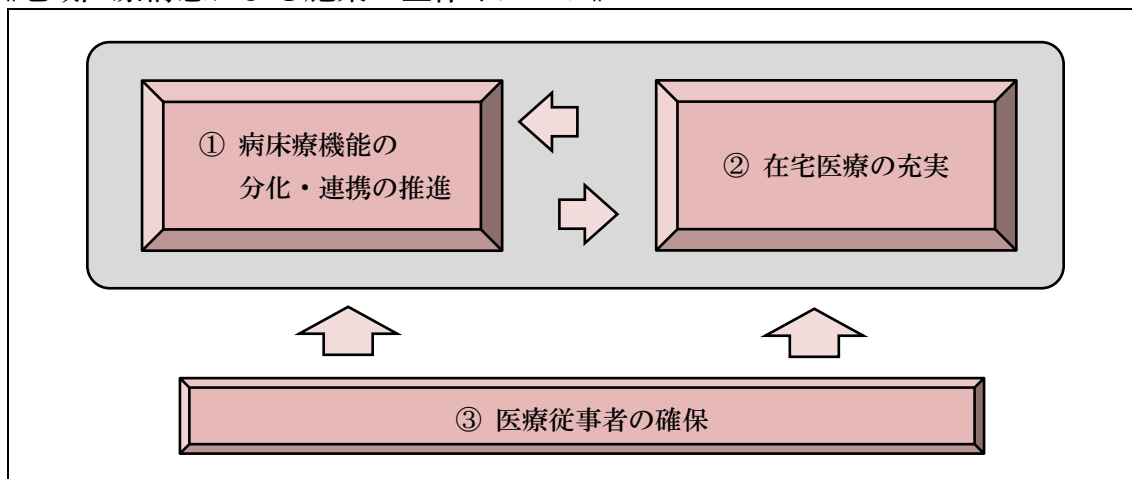 ① 病床療機能の
分化・連携の推進
② 在宅医療の充実
③ 医療従事者の確保